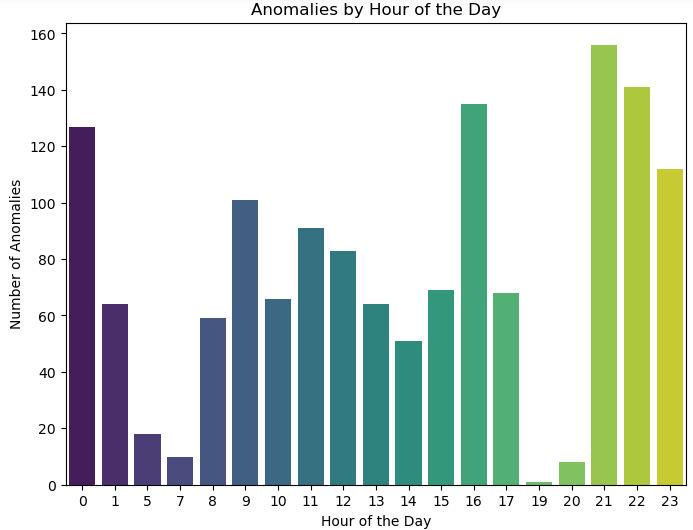 Anomalies by Hour of the Day
Number of Anomalies
160
140
120
100
80
60
40
20
0
0 1 5 7 8 9 10 11 12 13 14 15 16 17 19 20 21 22 23
Hour of the Day